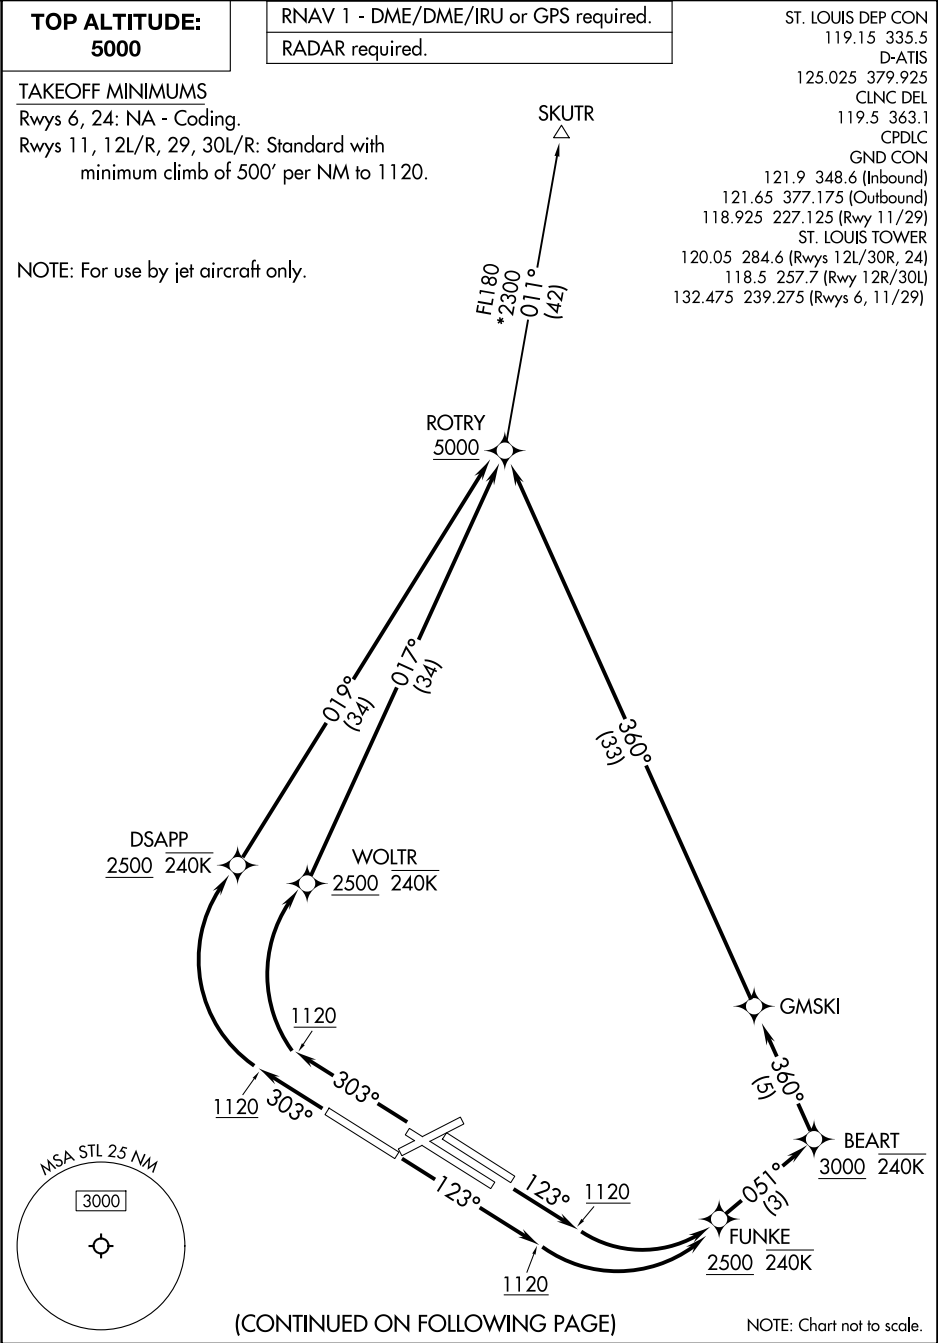 TOP ALTITUDE:
5000
RNAV 1 - DME/DME/IRU or GPS required.
RADAR required.
ST. LOUIS DEP CON
119.15 335.5
D-ATIS
125.025 379.925
CLNC DEL
119.5 363.1
CPDLC
GND CON
121.9 348.6 (Inbound)
121.65 377.175 (Outbound)
118.925 227.125 (Rwy 11/29)
ST. LOUIS TOWER
120.05 284.6 (Rwys 12L/30R, 24)
118.5 257.7 (Rwy 12R/30L)
132.475 239.275 (Rwys 6, 11/29)
TAKEOFF MINIMUMS
Rwys 6, 24: NA - Coding.
Rwys 11, 12L/R, 29, 30L/R: Standard with
minimum climb of 500' per NM to 1120.
NOTE: For use by jet aircraft only.
SKUTR
FL180
*2300
011°
(42)
ROTRY
5000
019°
(34)
017°
(34)
360°
(33)
DSAPP
2500 240K
WOLTR
2500 240K
GMSKI
1120
303°
1120
303°
360°
(5)
BEART
3000 240K
051°
(3)
123°
123°
1120
FUNKE
2500 240K
1120
MSA STL 25 NM
3000
(CONTINUED ON FOLLOWING PAGE)
NOTE: Chart not to scale.